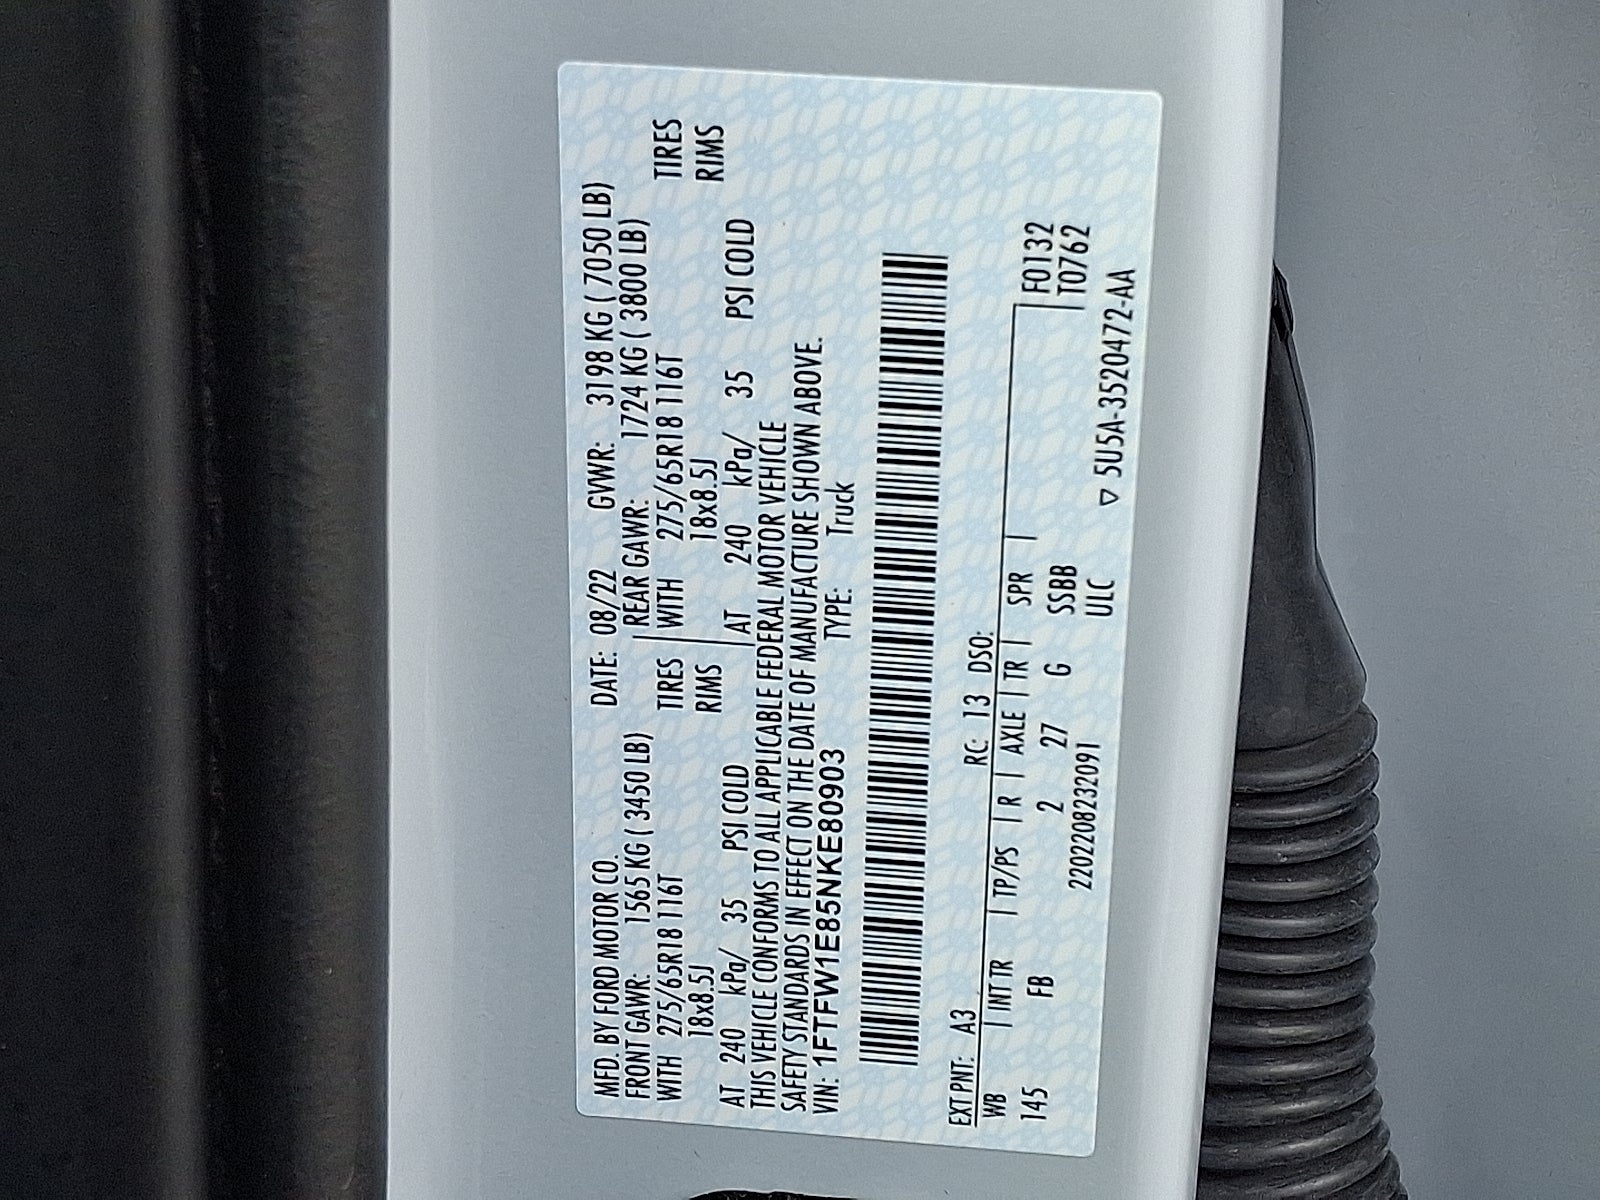 MFD. BY FORD MOTOR CO. DATE: 08/22 GVWR: 3198 KG ( 7050 LB)
FRONT GAWR: 1565 KG ( 3450 LB) REAR GAWR: 1724 KG ( 3800 LB)
WITH 275/65R18 116T TIRES WITH 275/65R18 116T TIRES
18x8.5J RIMS 18x8.5J RIMS
AT 240 kPa/ 35 PSI COLD AT 240 kPa/ 35 PSI COLD
THIS VEHICLE CONFORMS TO ALL APPLICABLE FEDERAL MOTOR VEHICLE
SAFETY STANDARDS IN EFFECT ON THE DATE OF MANUFACTURE SHOWN ABOVE.
VIN: 1FTFW1E85NKE80903 TYPE: Truck
EXT PNT: A3 RC: 13 DSO:
WB | INT TR | TP/PS | R | AXLE | TR | SPR | F0132
145 FB 2 27 G SSBB T0762
220220823209 1 ULC ▽ 5U5A-3520472-AA